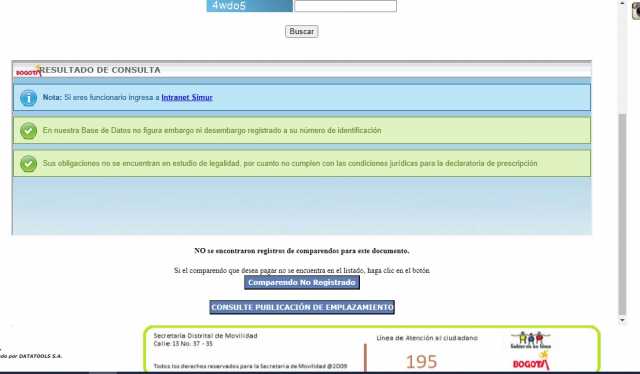 4wdo5
Buscar
BOGOTÁ RESULTADO DE CONSULTA
Nota: Si eres funcionario ingresa a Intranet Simur
En nuestra Base de Datos no figura embargo ni desembargo registrado a su número de identificación
Sus obligaciones no se encuentran en estudio de legalidad, por cuanto no cumplen con las condiciones jurídicas para la declaratoria de prescripción
NO se encontraron registros de comparendos para este documento.
Si el comparendo que desea pagar no se encuentra en el listado, haga clic en el botón
Comparendo No Registrado
CONSULTE PUBLICACIÓN DE EMPLAZAMIENTO
Secretaría Distrital de Movilidad
Calle 13 No. 37 - 35
Todos los derechos reservados para la Secretaria de Movilidad @2009
Línea de Atención al ciudadano
195
Gobierno en línea
BOGOTÁ
do por DATATOOLS S.A.